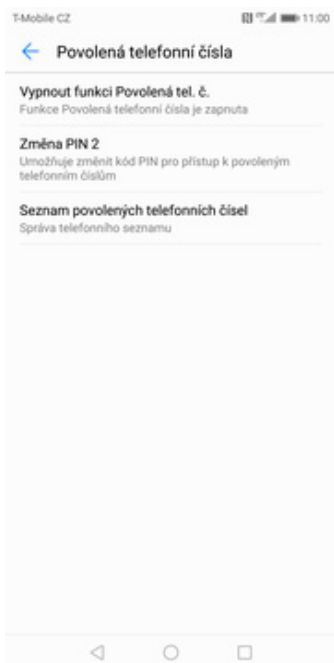 T-Mobile CZ 11:00
Povolená telefonní čísla
Vypnout funkci Povolená tel. č.
Funkce Povolená telefonní čísla je zapnuta
Změna PIN 2
Umožňuje změnit kód PIN pro přístup k povoleným
telefonním číslům
Seznam povolených telefonních čísel
Správa telefonního seznamu